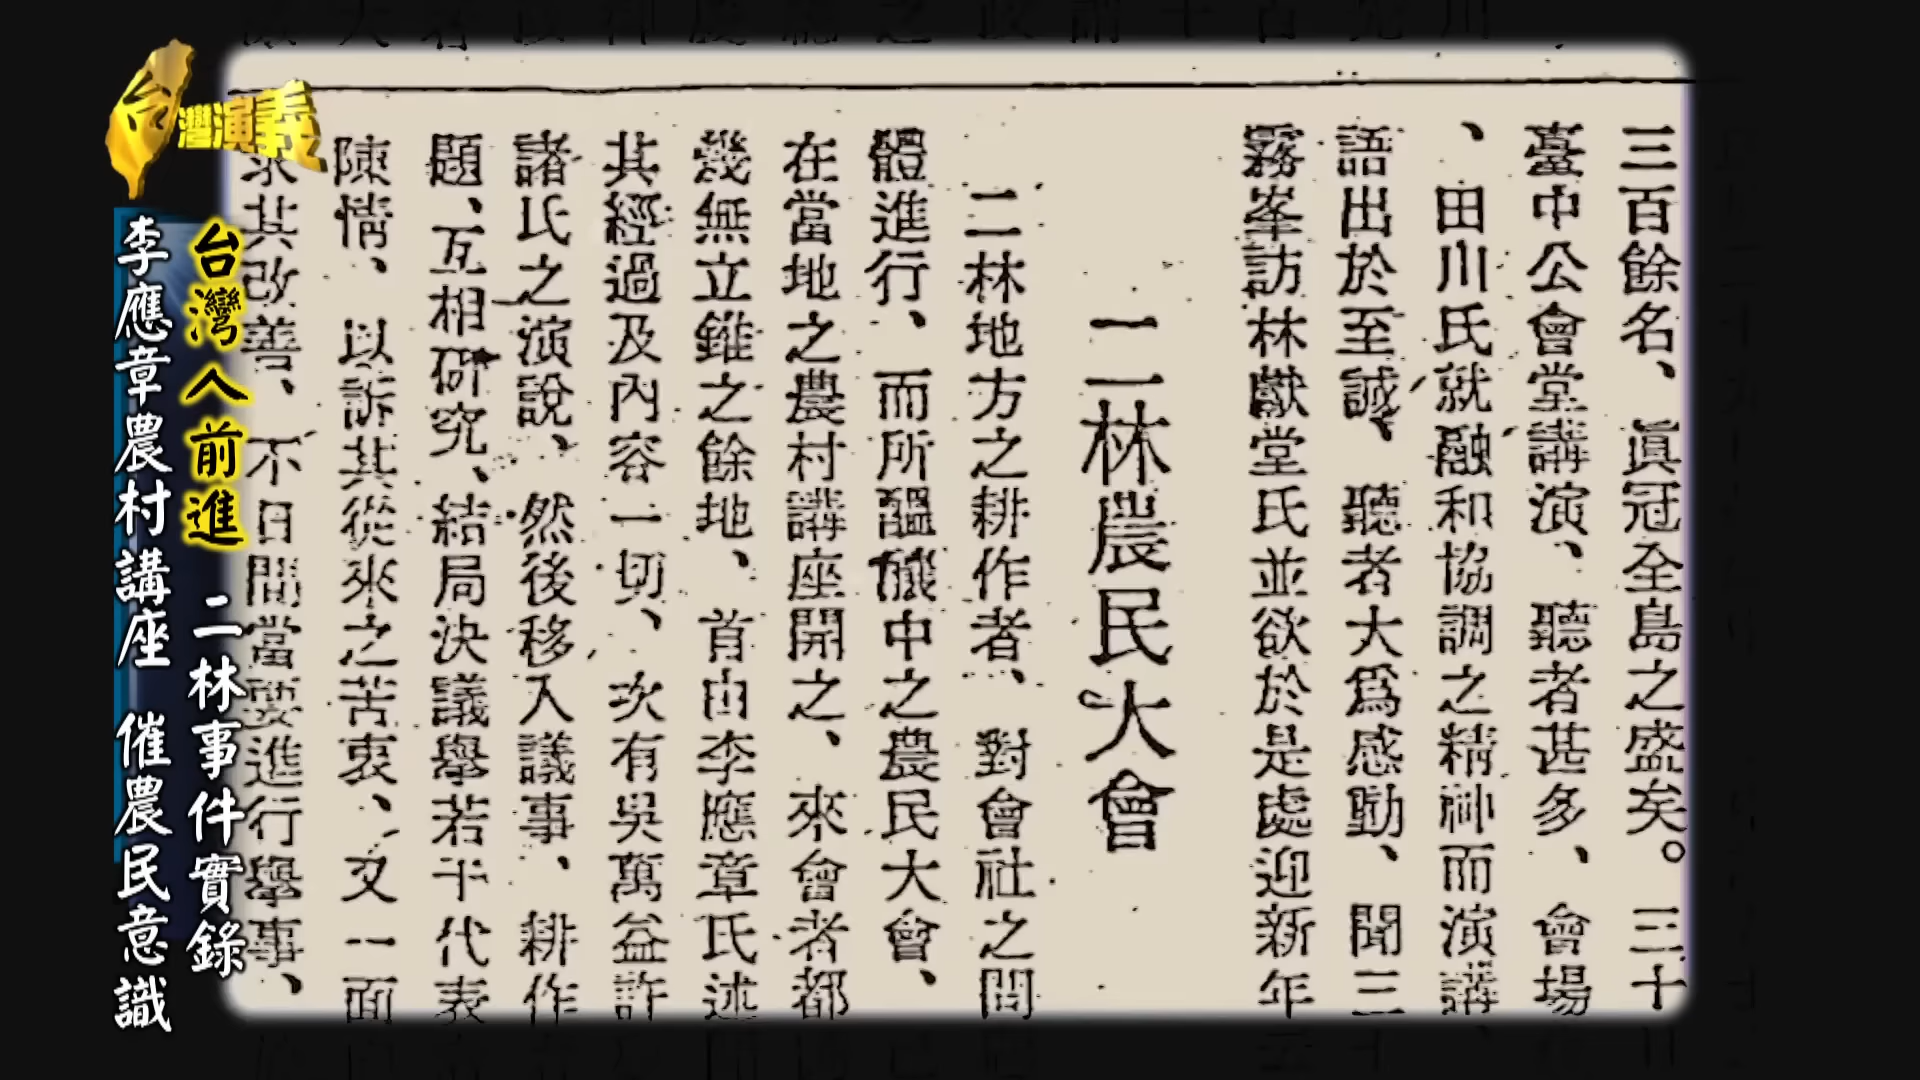 台灣演義
台灣人前進 二林事件實錄
李應章農村講座 催農民意識
三百餘名、眞冠全島之盛矣。三十
臺中公會堂講演、聽者甚多、會場
、田川氏就融和協調之精神而演講
語出於至誠、聽者大爲感動、聞三
霧峯訪林獻堂氏並欲於是處迎新年
二林農民大會
二林地方之耕作者、對會社之問
體進行、而所醞釀中之農民大會、
在當地之農村講座開之、來會者都
幾無立錐之餘地、首由李應章氏述
其經過及內容一切、次有吳萬益許
諸氏之演說、然後移入議事、耕作
題、互相硏究、結局決議舉若干代表
陳情、以訴其從來之苦衷、又一面
求其改善、不日間當要進行舉事、